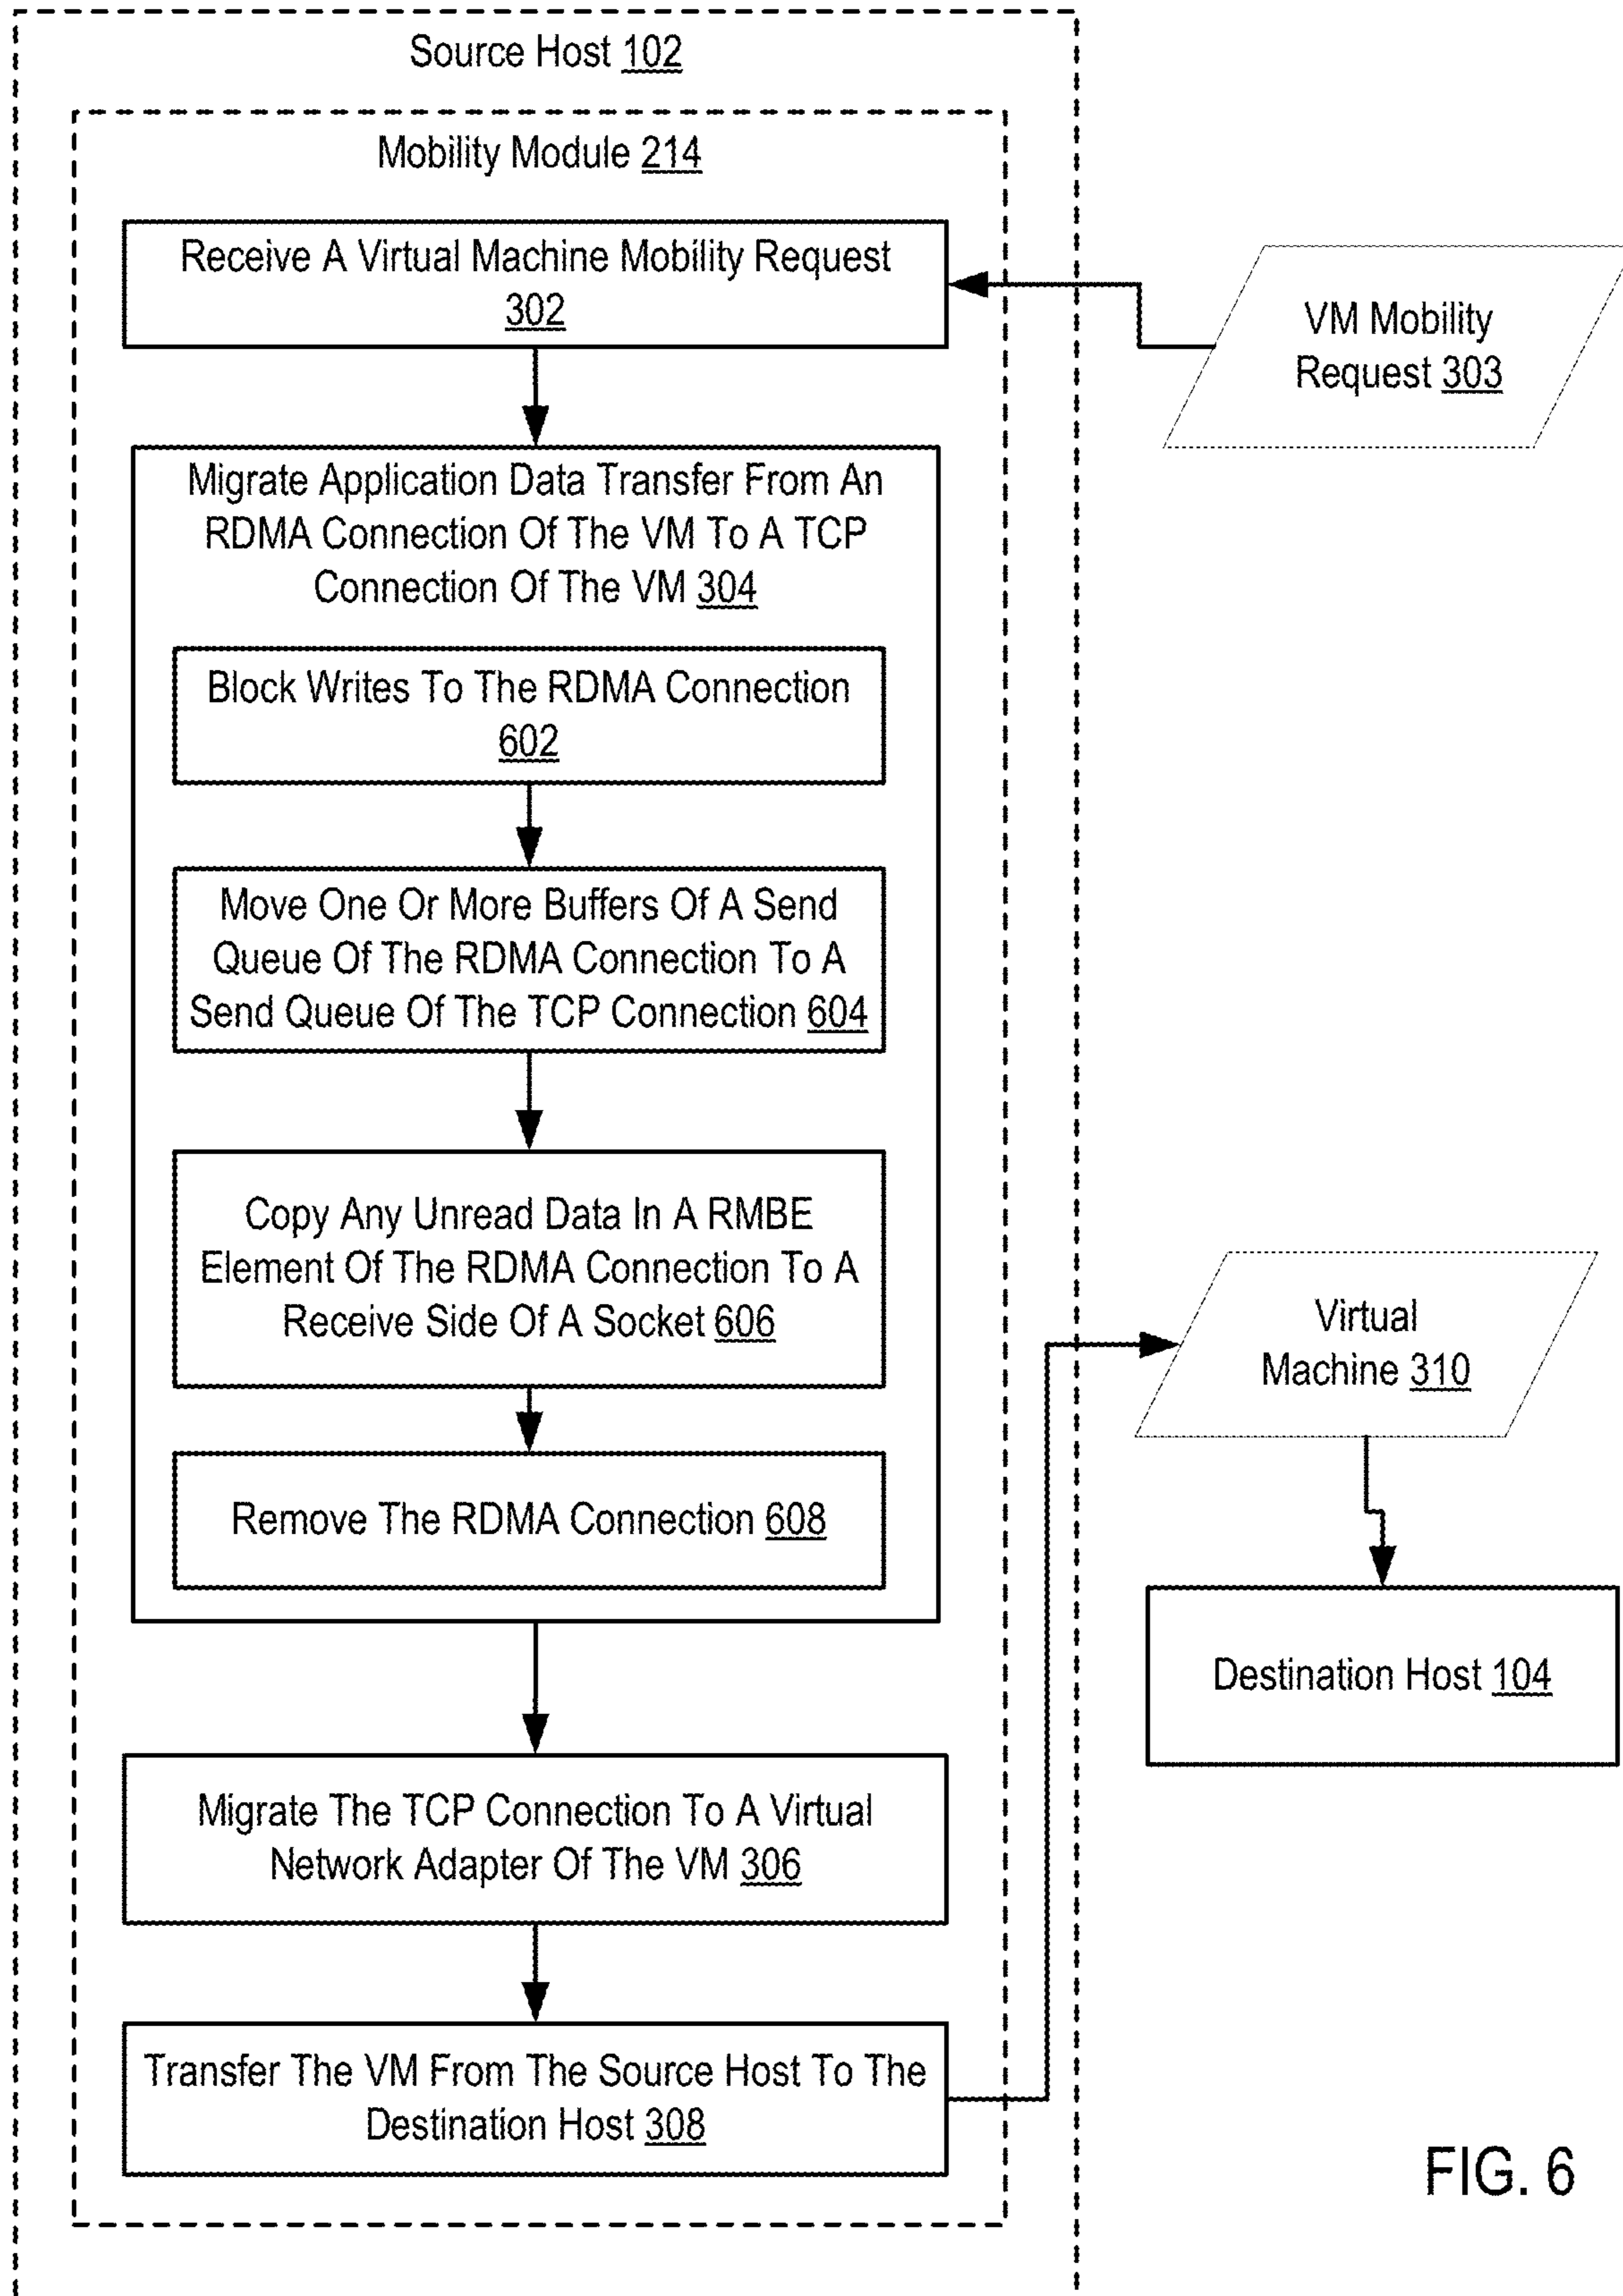 Source Host 102
Mobility Module 214
Receive A Virtual Machine Mobility Request
302
VM Mobility
Request 303
Migrate Application Data Transfer From An
RDMA Connection Of The VM To A TCP
Connection Of The VM 304
Block Writes To The RDMA Connection
602
Move One Or More Buffers Of A Send
Queue Of The RDMA Connection To A
Send Queue Of The TCP Connection 604
Copy Any Unread Data In A RMBE
Element Of The RDMA Connection To A
Receive Side Of A Socket 606
Remove The RDMA Connection 608
Virtual
Machine 310
Destination Host 104
Migrate The TCP Connection To A Virtual
Network Adapter Of The VM 306
Transfer The VM From The Source Host To The
Destination Host 308
FIG. 6